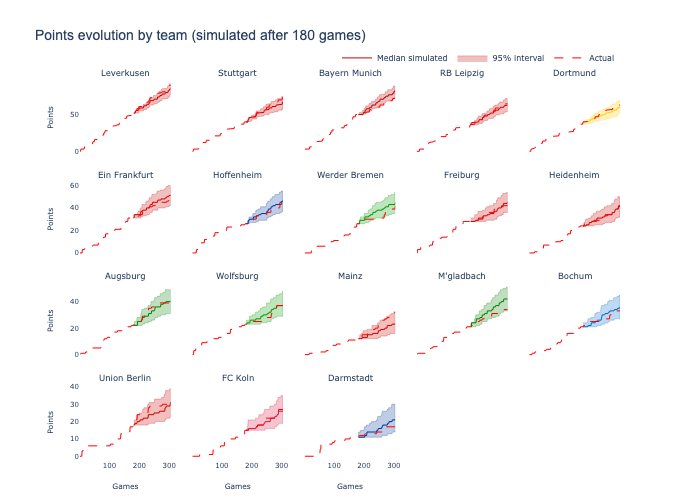 Points evolution by team (simulated after 180 games)
Median simulated 95% interval Actual
Leverkusen Stuttgart Bayern Munich RB Leipzig Dortmund
Points
50
0
Ein Frankfurt Hoffenheim Werder Bremen Freiburg Heidenheim
Points
60
40
20
0
Augsburg Wolfsburg Mainz M'gladbach Bochum
Points
40
20
0
Union Berlin FC Koln Darmstadt
Points
40
30
20
10
0
100 200 300 100 200 300 100 200 300
Games Games Games